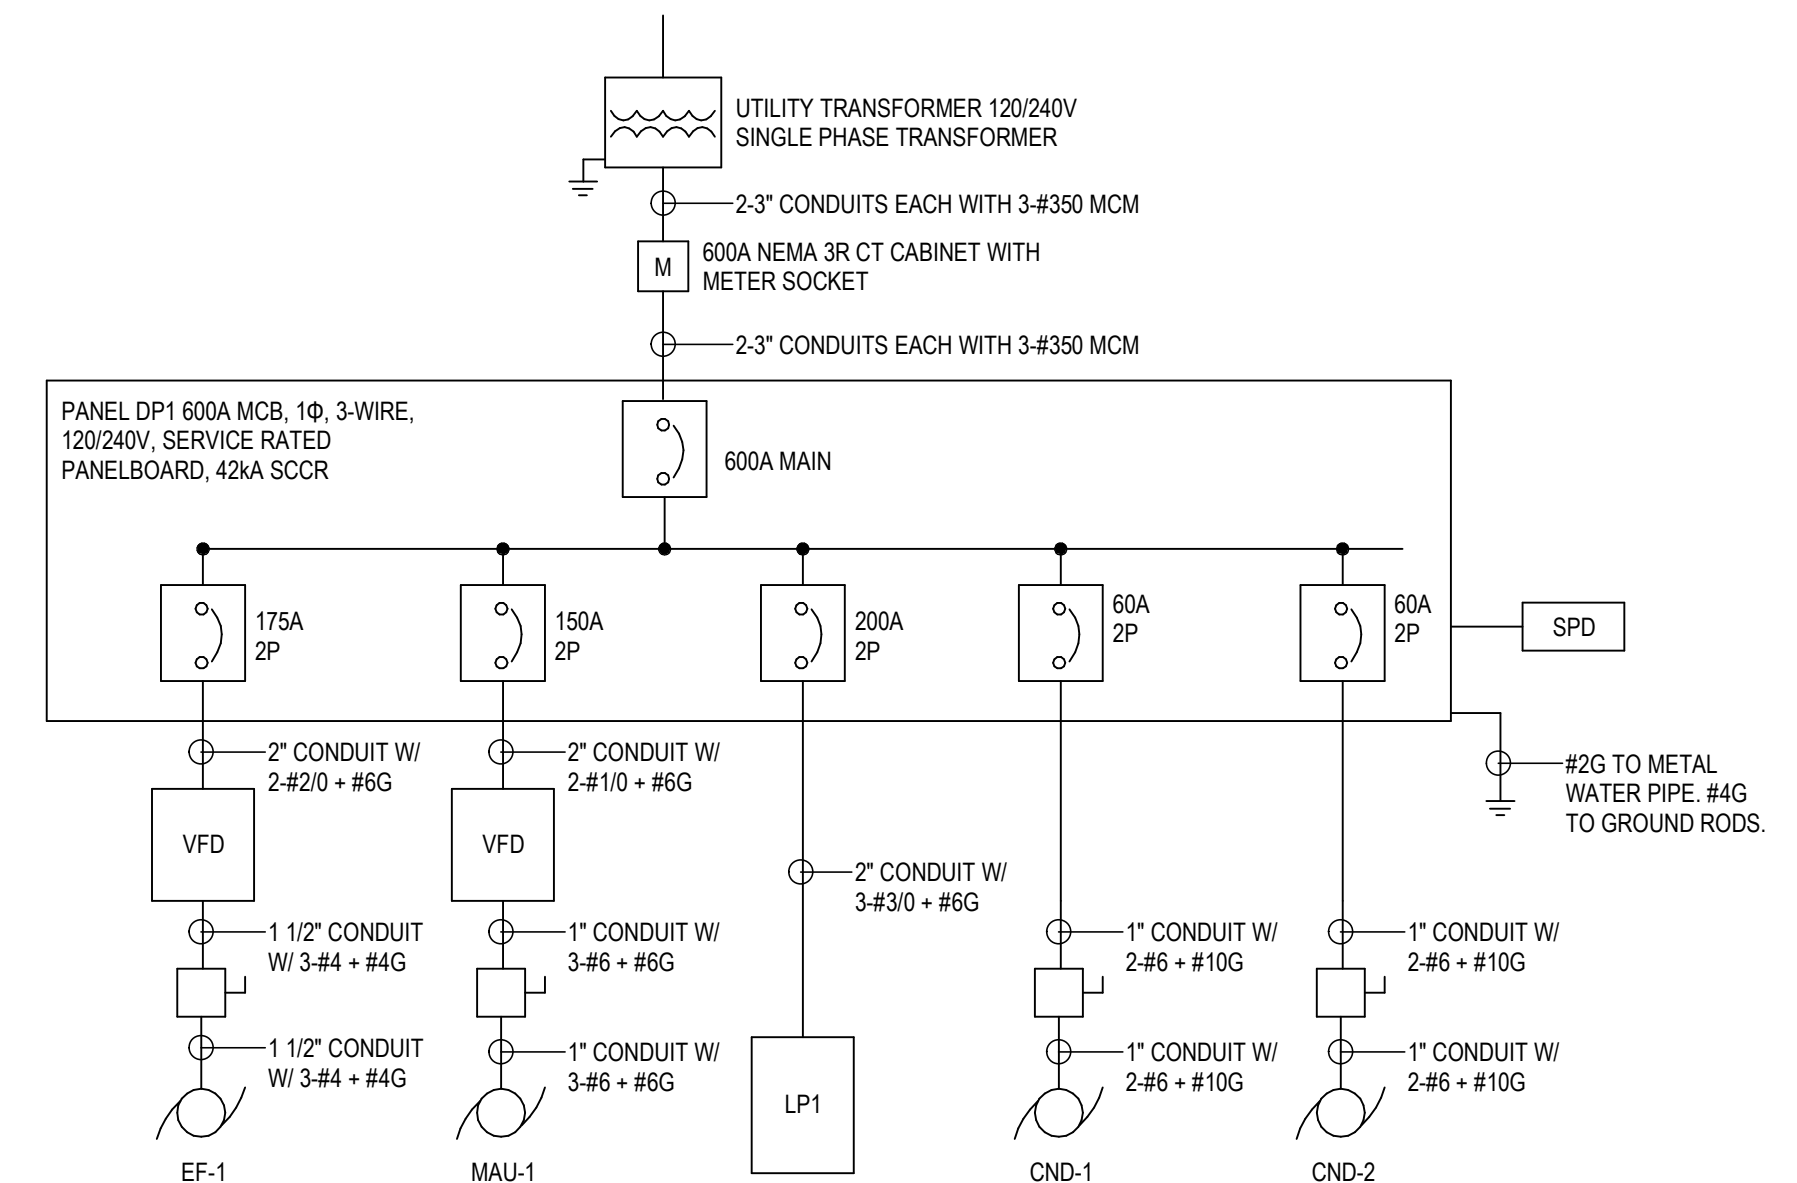 UTILITY TRANSFORMER 120/240V
SINGLE PHASE TRANSFORMER
2-3" CONDUITS EACH WITH 3-#350 MCM
M
600A NEMA 3R CT CABINET WITH
METER SOCKET
2-3" CONDUITS EACH WITH 3-#350 MCM
PANEL DP1 600A MCB, 1Φ, 3-WIRE,
120/240V, SERVICE RATED
PANELBOARD, 42kA SCCR
600A MAIN
175A
2P
150A
2P
200A
2P
60A
2P
60A
2P
SPD
2" CONDUIT W/
2-#2/0 + #6G
2" CONDUIT W/
2-#1/0 + #6G
#2G TO METAL
WATER PIPE. #4G
TO GROUND RODS.
VFD
VFD
2" CONDUIT W/
3-#3/0 + #6G
1 1/2" CONDUIT
W/ 3-#4 + #4G
1" CONDUIT W/
3-#6 + #6G
1" CONDUIT W/
2-#6 + #10G
1" CONDUIT W/
2-#6 + #10G
1 1/2" CONDUIT
W/ 3-#4 + #4G
1" CONDUIT W/
3-#6 + #6G
LP1
1" CONDUIT W/
2-#6 + #10G
1" CONDUIT W/
2-#6 + #10G
EF-1
MAU-1
CND-1
CND-2